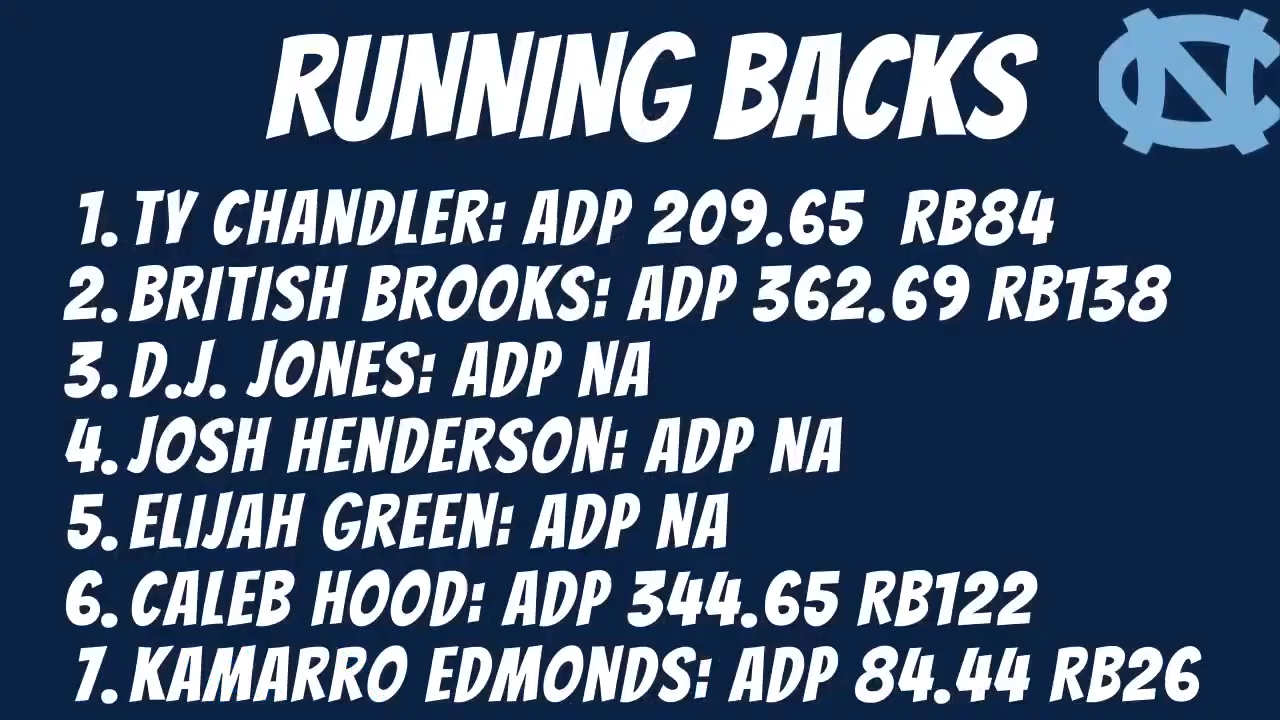 RUNNING BACKS
NC
1. TY CHANDLER: ADP 209.65 RB84
2. BRITISH BROOKS: ADP 362.69 RB138
3. D.J. JONES: ADP NA
4. JOSH HENDERSON: ADP NA
5. ELIJAH GREEN: ADP NA
6. CALEB HOOD: ADP 344.65 RB122
7. KAMARRO EDMONDS: ADP 84.44 RB26